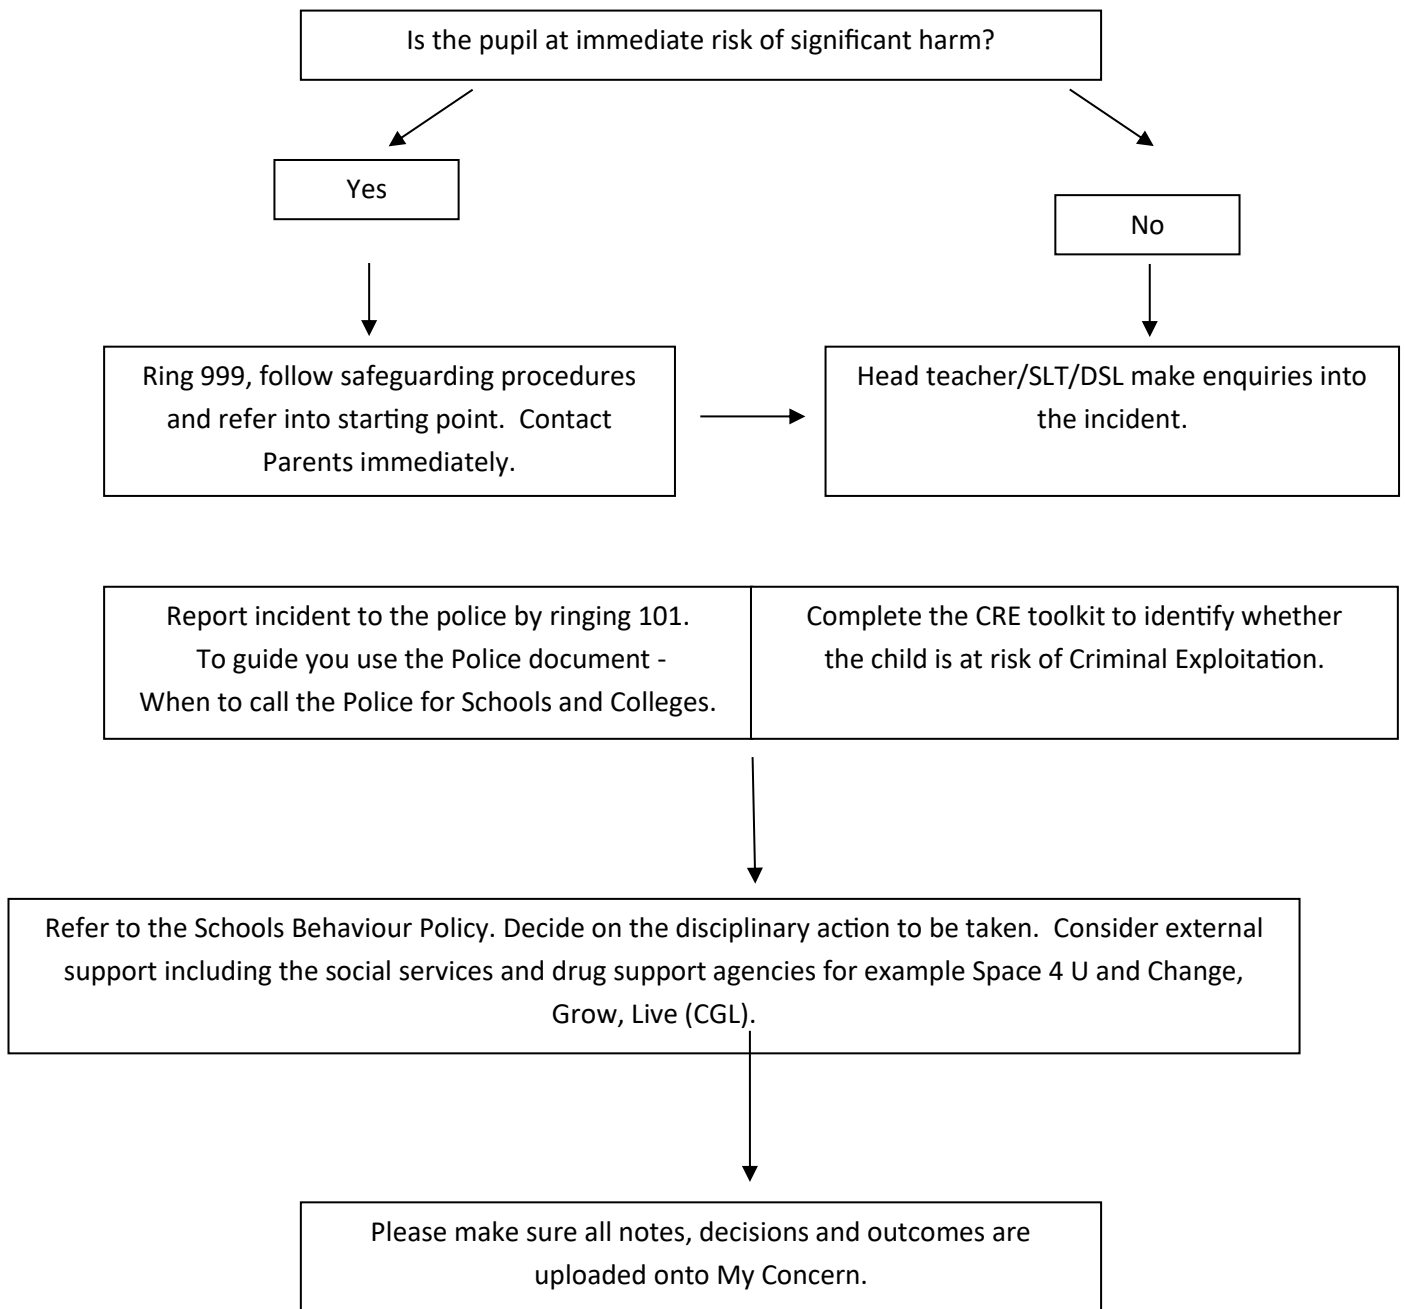 Is the pupil at immediate risk of significant harm?
Yes
No
Ring 999, follow safeguarding procedures
and refer into starting point.  Contact
Parents immediately.
Head teacher/SLT/DSL make enquiries into
the incident.
Report incident to the police by ringing 101.
To guide you use the Police document -
When to call the Police for Schools and Colleges.
Complete the CRE toolkit to identify whether
the child is at risk of Criminal Exploitation.
Refer to the Schools Behaviour Policy. Decide on the disciplinary action to be taken.  Consider external
support including the social services and drug support agencies for example Space 4 U and Change,
Grow, Live (CGL).
Please make sure all notes, decisions and outcomes are
uploaded onto My Concern.